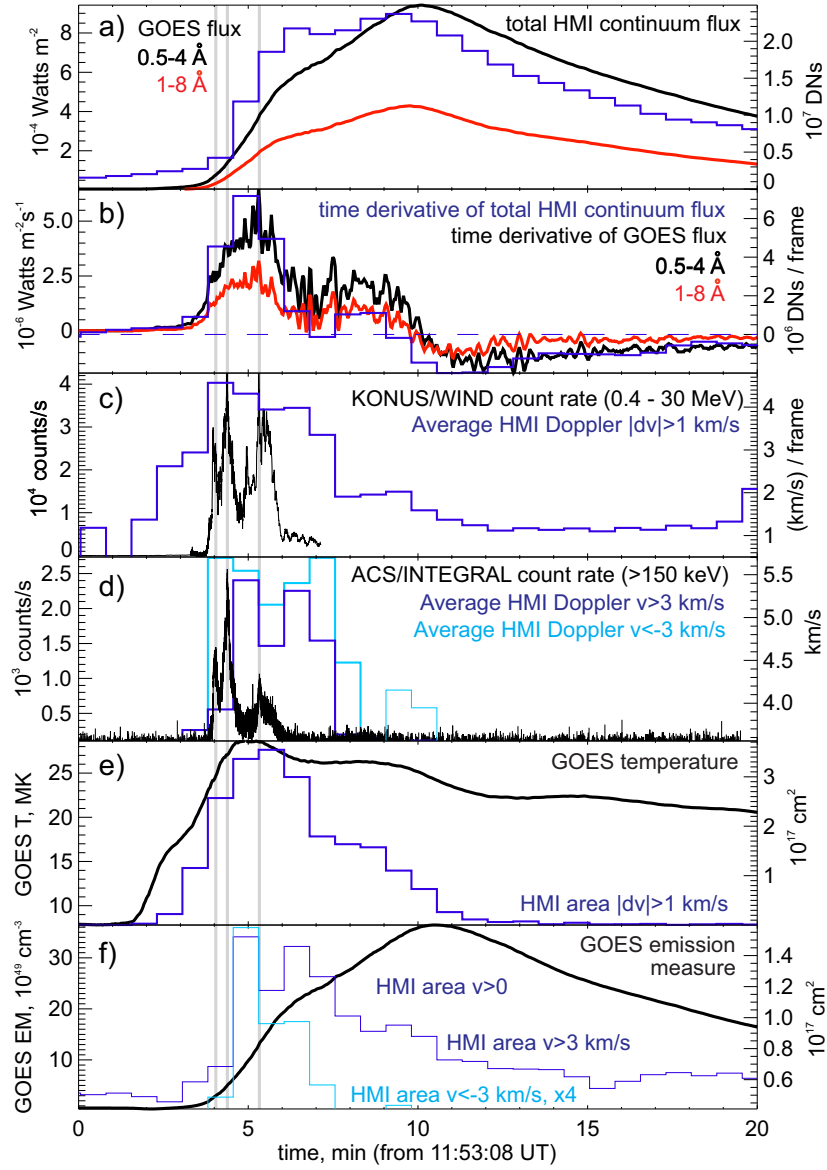 a)
GOES flux
0.5-4 Å
1-8 Å
total HMI continuum flux
10⁻⁴ Watts m⁻²
8
6
4
2
2.0
1.5
1.0
0.5
0
10⁷ DNs
b)
time derivative of total HMI continuum flux
time derivative of GOES flux
0.5-4 Å
1-8 Å
10⁻⁶ Watts m⁻²s⁻¹
5.0
2.5
0
6
4
2
0
10⁶ DNs / frame
c)
KONUS/WIND count rate (0.4 - 30 MeV)
Average HMI Doppler |dv|>1 km/s
10⁴ counts/s
4
3
2
1
0
4
3
2
1
(km/s) / frame
d)
ACS/INTEGRAL count rate (>150 keV)
Average HMI Doppler v>3 km/s
Average HMI Doppler v<-3 km/s
10³ counts/s
2.5
2.0
1.5
1.0
0.5
5.5
5.0
4.5
4.0
km/s
e)
GOES temperature
HMI area |dv|>1 km/s
GOES T, MK
25
20
15
10
3
2
1
10¹⁷ cm²
f)
GOES emission
measure
HMI area v>0
HMI area v>3 km/s
HMI area v<-3 km/s, x4
GOES EM, 10⁴⁹ cm⁻³
30
20
10
1.4
1.2
1.0
0.8
0.6
10¹⁷ cm²
0
5
10
15
20
time, min (from 11:53:08 UT)